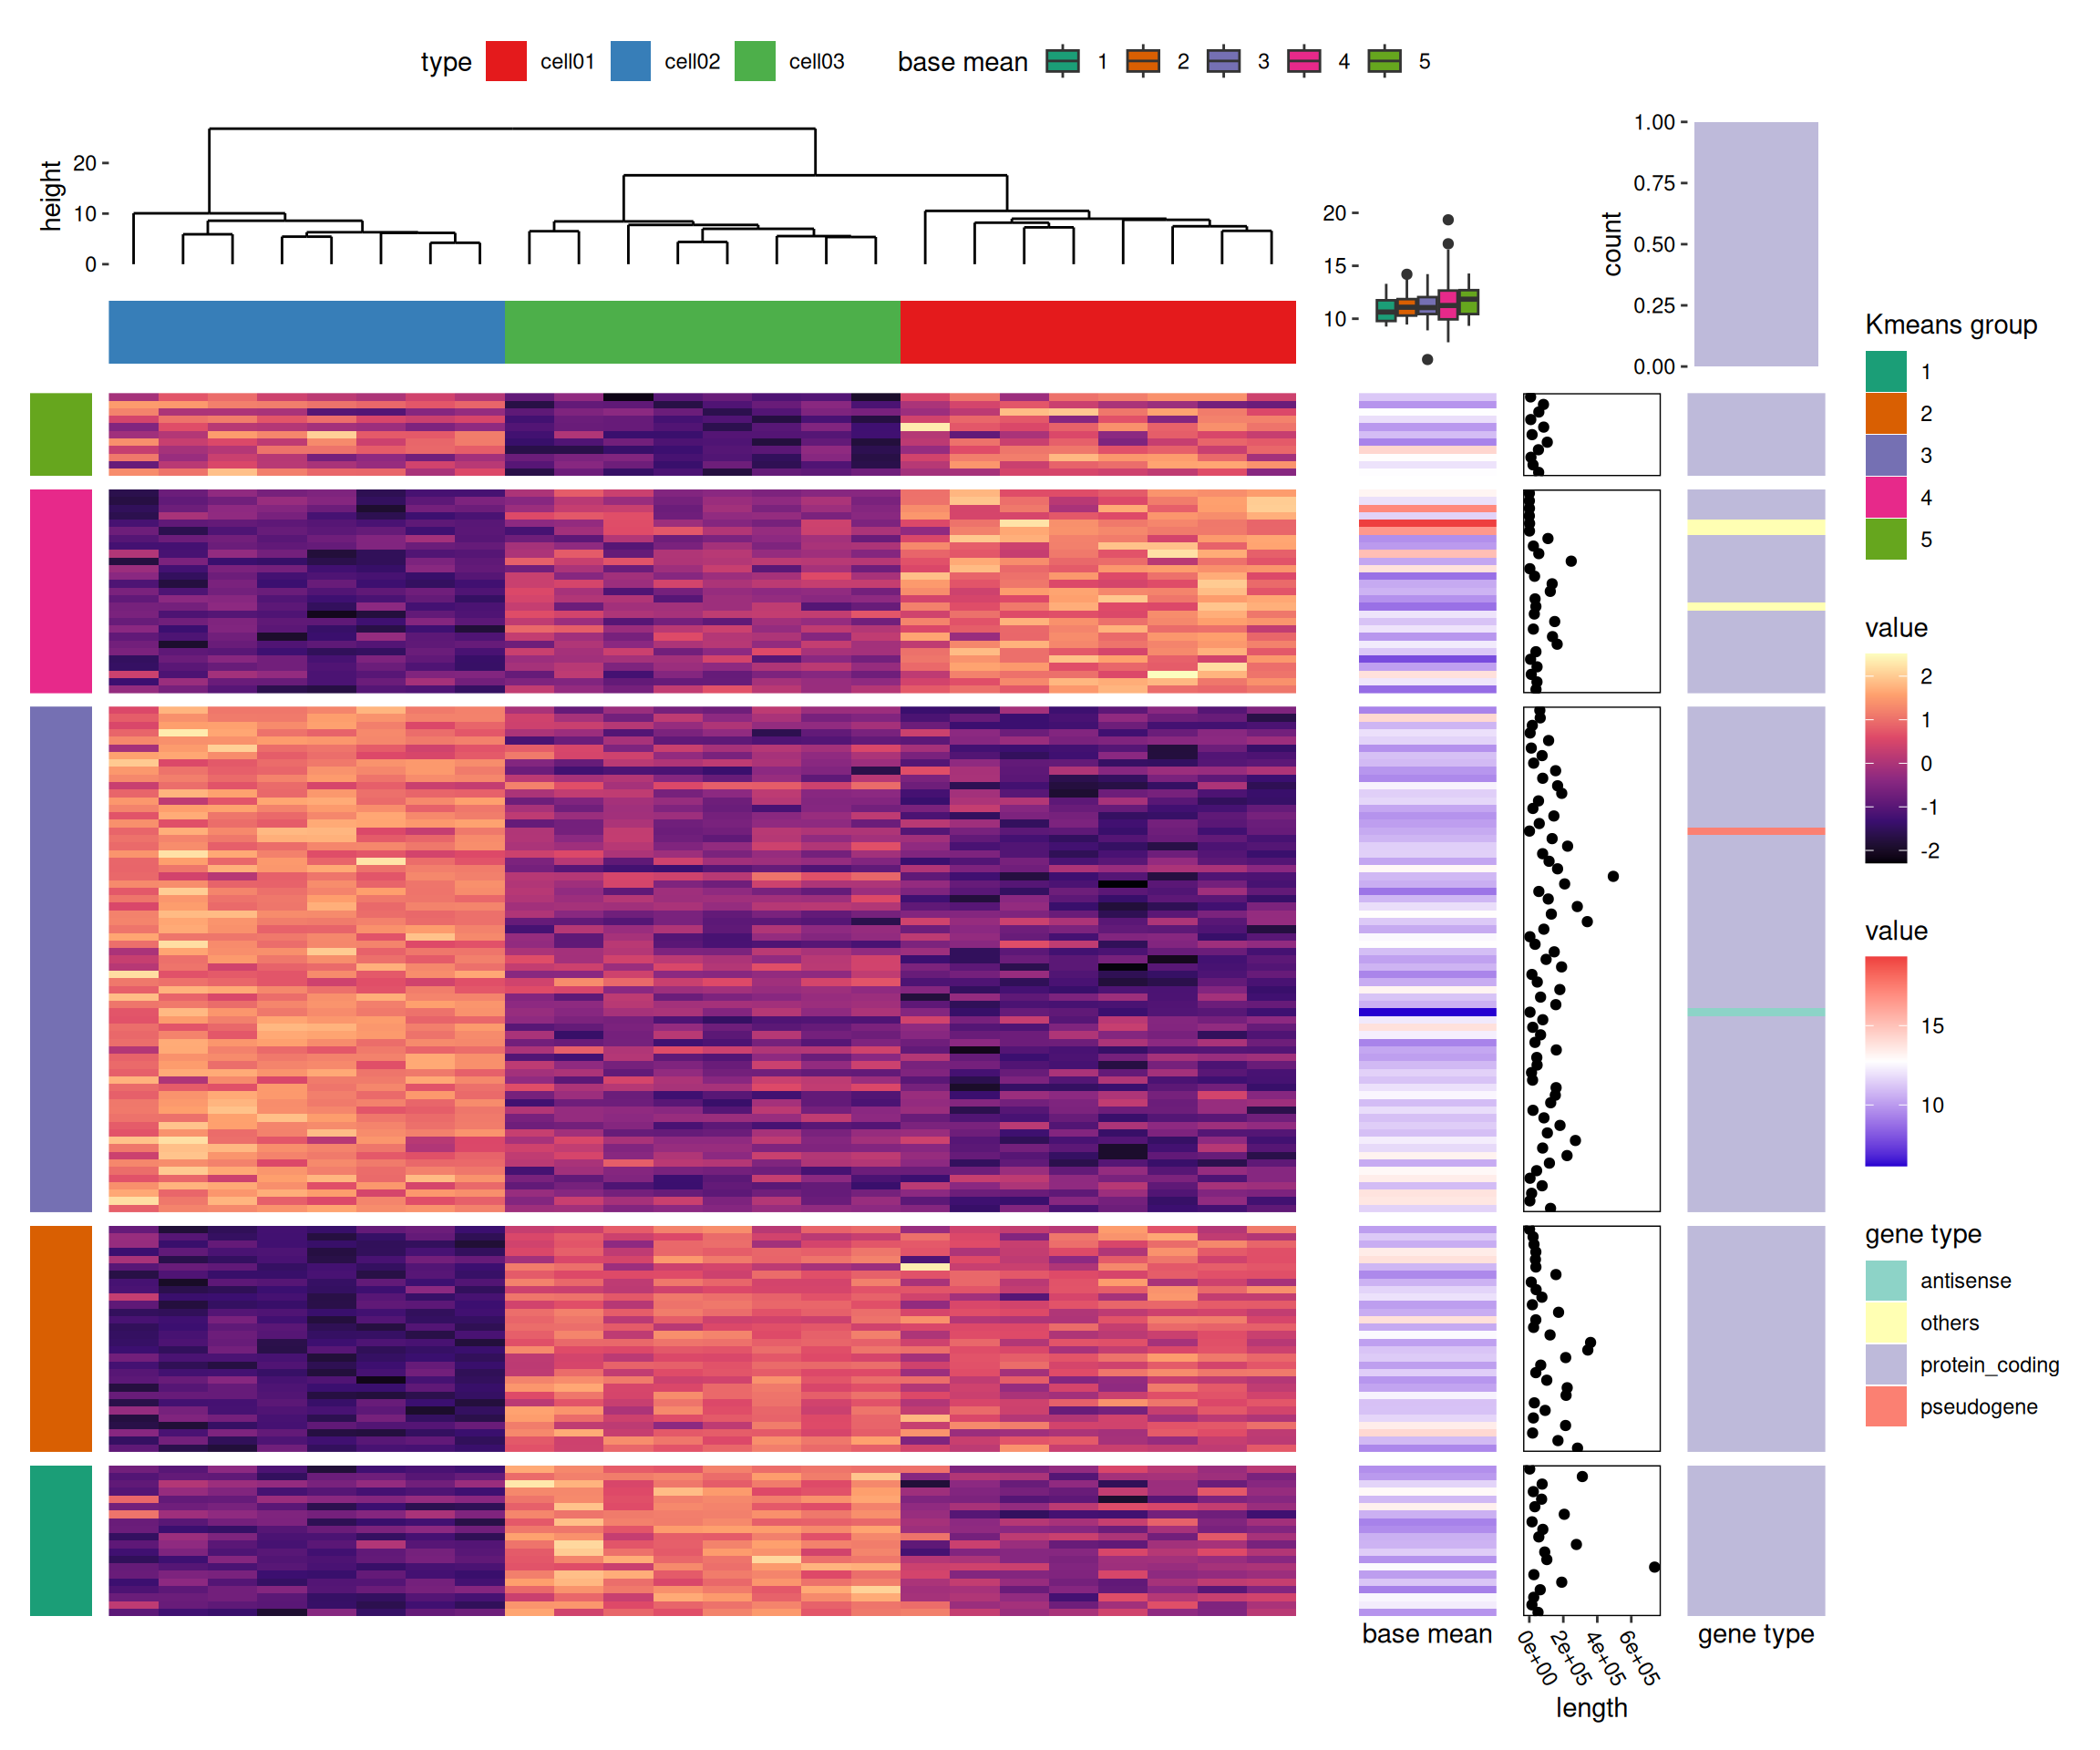 type cell01 cell02 cell03 base mean 1 2 3 4 5
height
20
10
0
20
15
10
count
1.00
0.75
0.50
0.25
0.00
Kmeans group
1
2
3
4
5
value
2
1
0
-1
-2
value
15
10
gene type
antisense
others
protein_coding
pseudogene
base mean
0e+00 2e+05 4e+05 6e+05
length
gene type